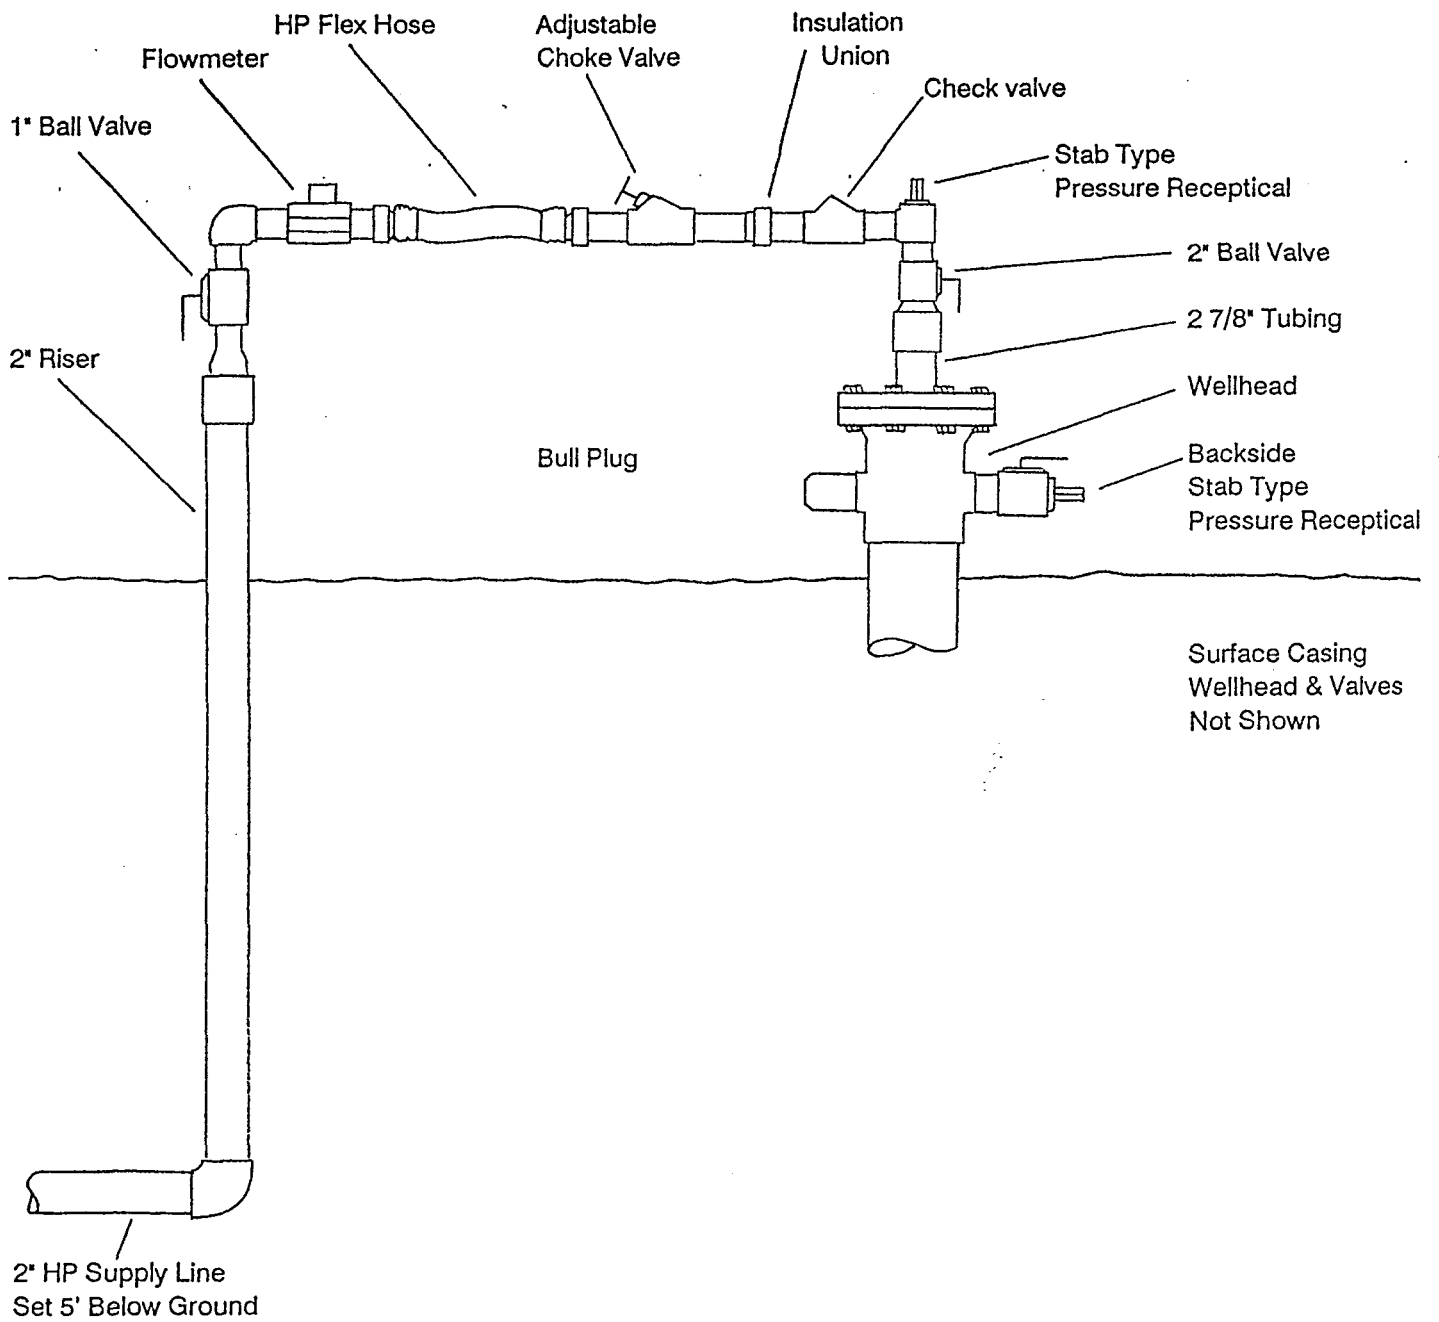 HP Flex Hose
Adjustable
Choke Valve
Insulation
Union
Flowmeter
Check valve
1" Ball Valve
Stab Type
Pressure Receptical
2" Ball Valve
2 7/8" Tubing
2" Riser
Wellhead
Bull Plug
Backside
Stab Type
Pressure Receptical
Surface Casing
Wellhead & Valves
Not Shown
2" HP Supply Line
Set 5' Below Ground